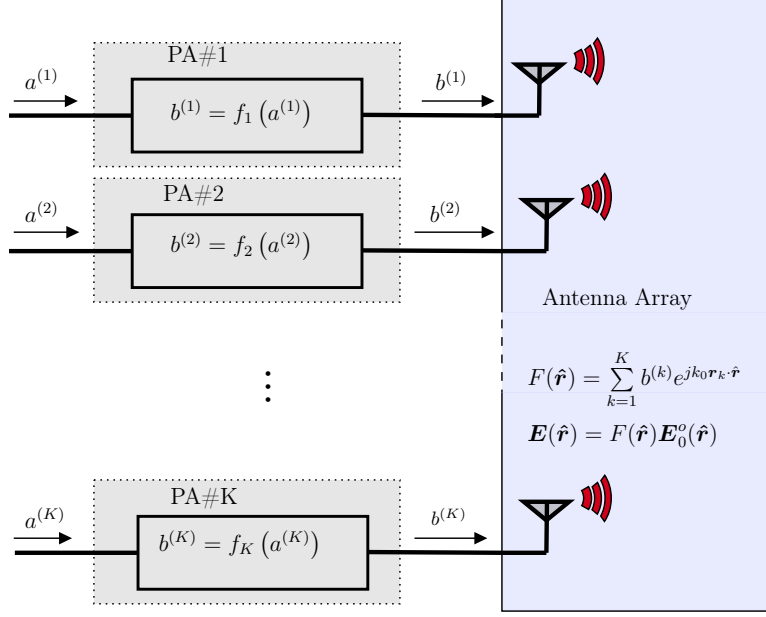 PA#1
a^{(1)}
b^{(1)} = f_1 (a^{(1)})
b^{(1)}
PA#2
a^{(2)}
b^{(2)} = f_2 (a^{(2)})
b^{(2)}
Antenna Array
⋮
F(\hat{r}) = \sum_{k=1}^{K} b^{(k)} e^{jk_0 r_k \cdot \hat{r}}
E(\hat{r}) = F(\hat{r}) E_0^o(\hat{r})
PA#K
a^{(K)}
b^{(K)} = f_K (a^{(K)})
b^{(K)}